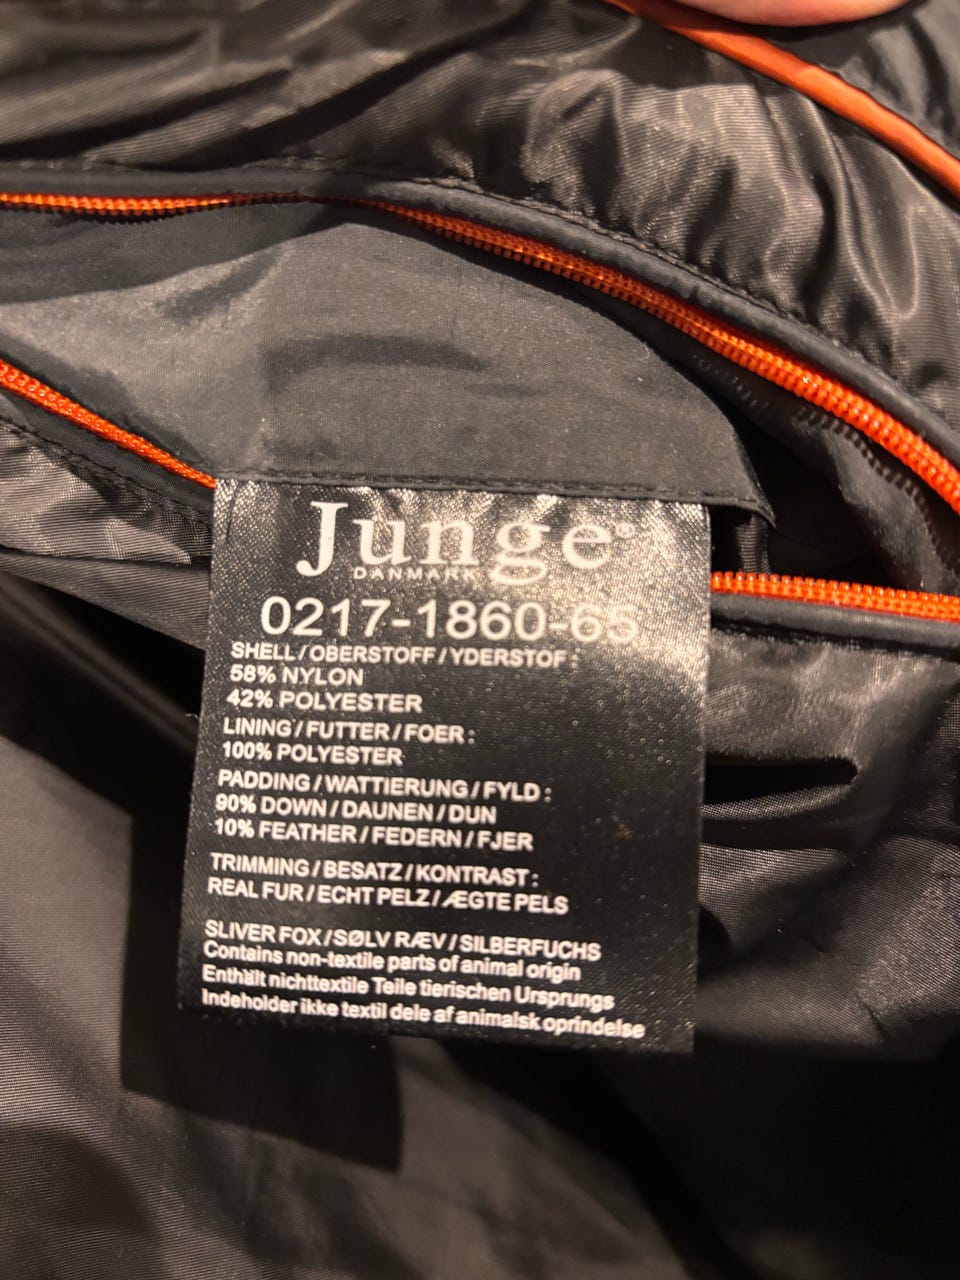 Junge®
DANMARK
0217-1860-65
SHELL / OBERSTOFF / YDERSTOF :
58% NYLON
42% POLYESTER
LINING / FUTTER / FOER :
100% POLYESTER
PADDING / WATTIERUNG / FYLD :
90% DOWN / DAUNEN / DUN
10% FEATHER / FEDERN / FJER
TRIMMING / BESATZ / KONTRAST :
REAL FUR / ECHT PELZ / ÆGTE PELS
SLIVER FOX / SØLV RÆV / SILBERFUCHS
Contains non-textile parts of animal origin
Enthält nichttextile Teile tierischen Ursprungs
Indeholder ikke textil dele af animalsk oprindelse